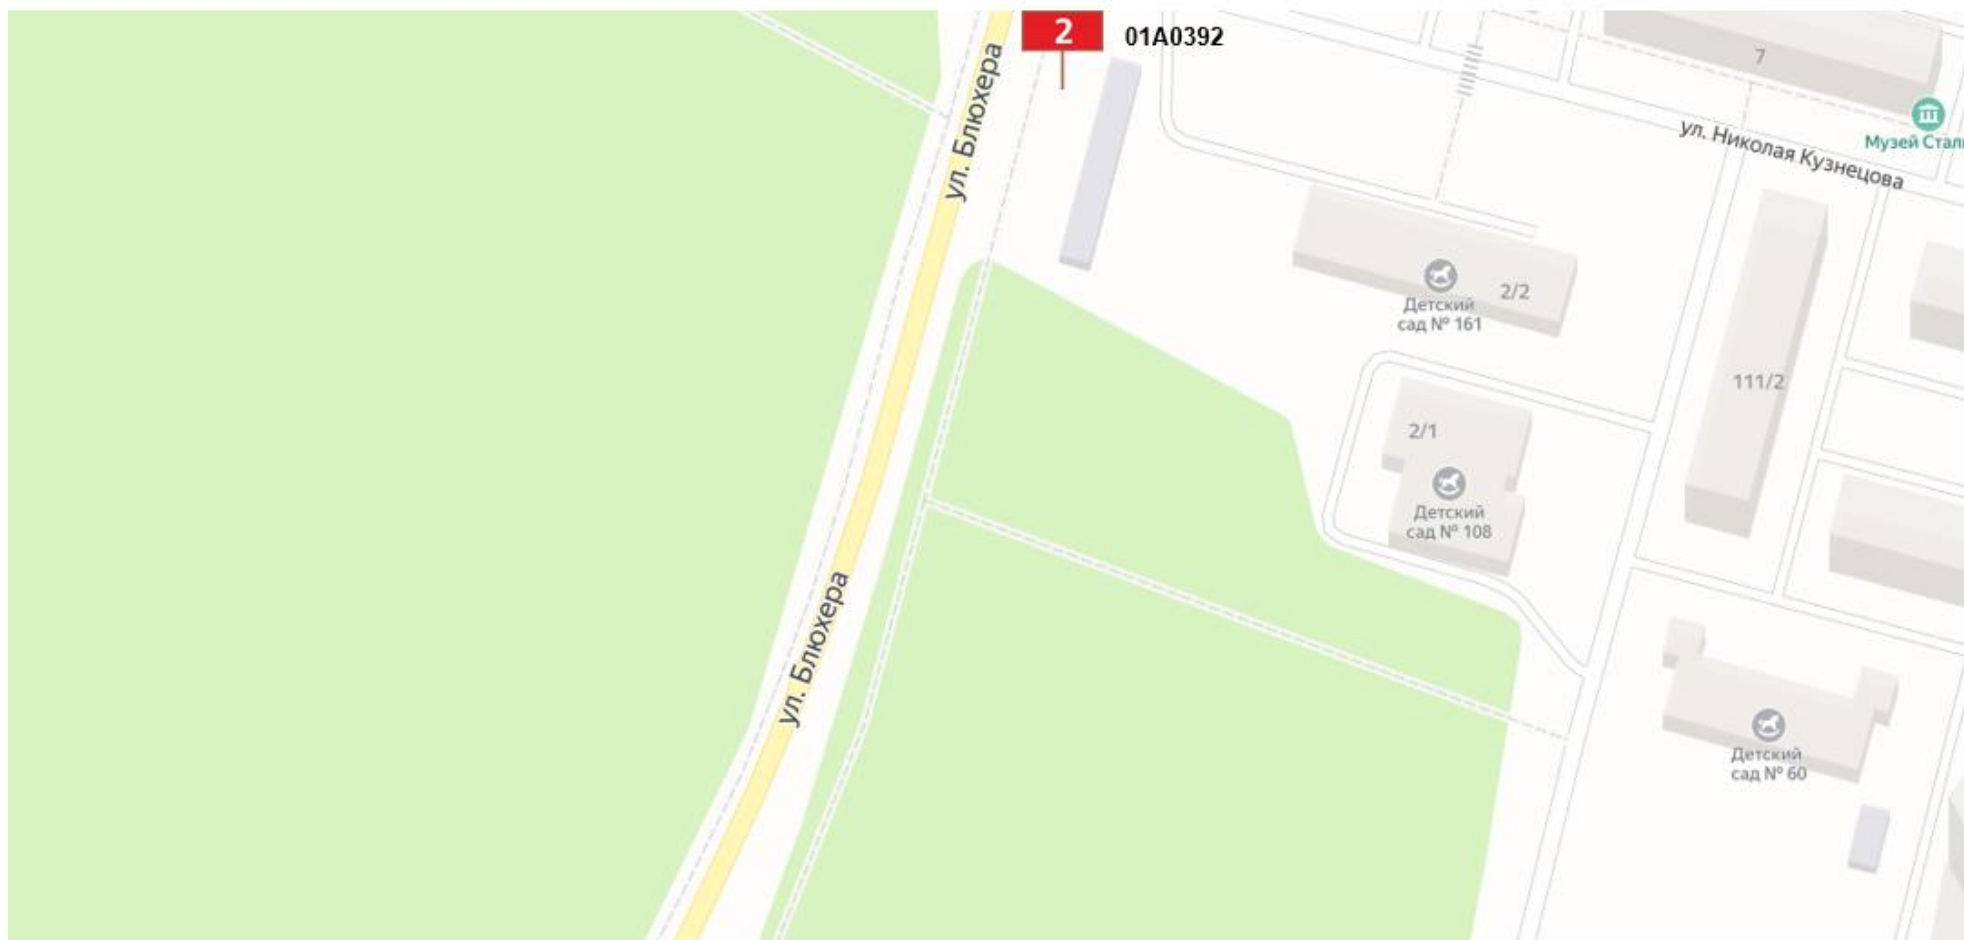 2
01A0392
ул. Блюхера
7
ул. Николая Кузнецова
Музей Стал
Детский
сад № 161
2/2
111/2
2/1
Детский
сад № 108
ул. Блюхера
Детский
сад № 60